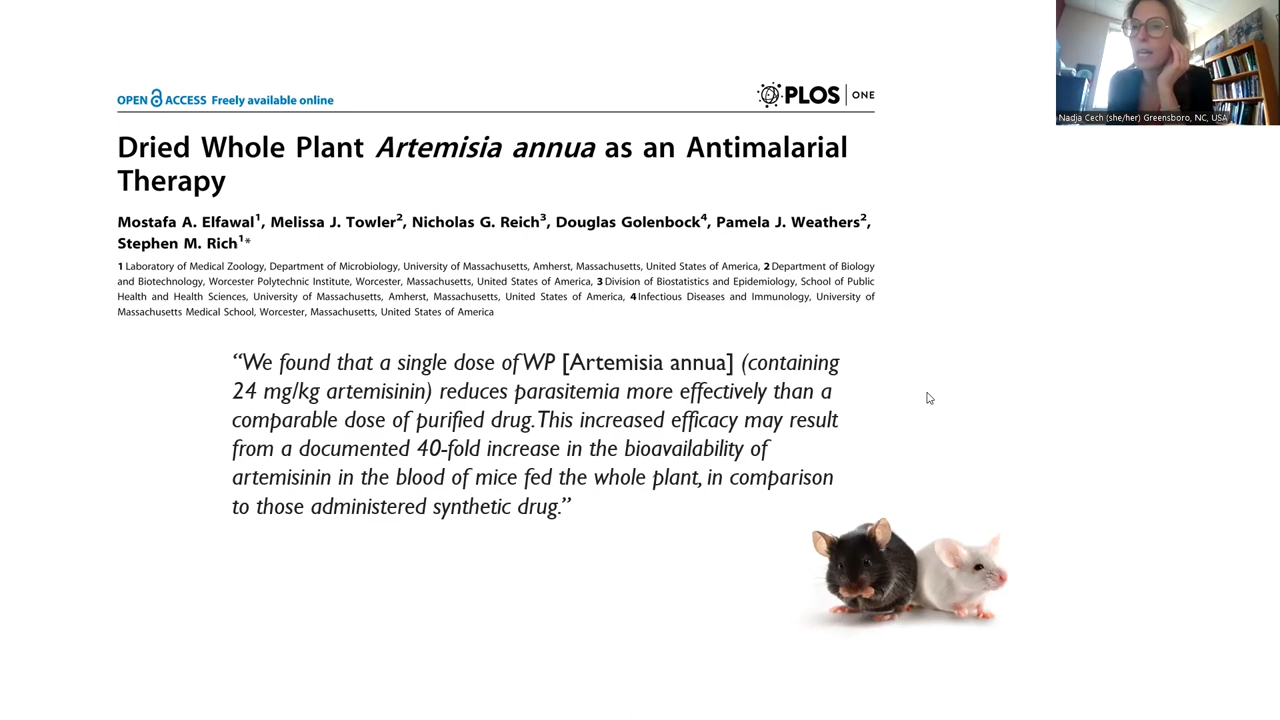 OPEN ACCESS Freely available online
PLOS ONE
Dried Whole Plant Artemisia annua as an Antimalarial
Therapy
Mostafa A. Elfawal1, Melissa J. Towler2, Nicholas G. Reich3, Douglas Golenbock4, Pamela J. Weathers2,
Stephen M. Rich1*
1 Laboratory of Medical Zoology, Department of Microbiology, University of Massachusetts, Amherst, Massachusetts, United States of America, 2 Department of Biology
and Biotechnology, Worcester Polytechnic Institute, Worcester, Massachusetts, United States of America, 3 Division of Biostatistics and Epidemiology, School of Public
Health and Health Sciences, University of Massachusetts, Amherst, Massachusetts, United States of America, 4 Infectious Diseases and Immunology, University of
Massachusetts Medical School, Worcester, Massachusetts, United States of America
“We found that a single dose of WP [Artemisia annua] (containing
24 mg/kg artemisinin) reduces parasitemia more effectively than a
comparable dose of purified drug. This increased efficacy may result
from a documented 40-fold increase in the bioavailability of
artemisinin in the blood of mice fed the whole plant, in comparison
to those administered synthetic drug.”
Nadja Cech (she/her) Greensboro, NC, USA